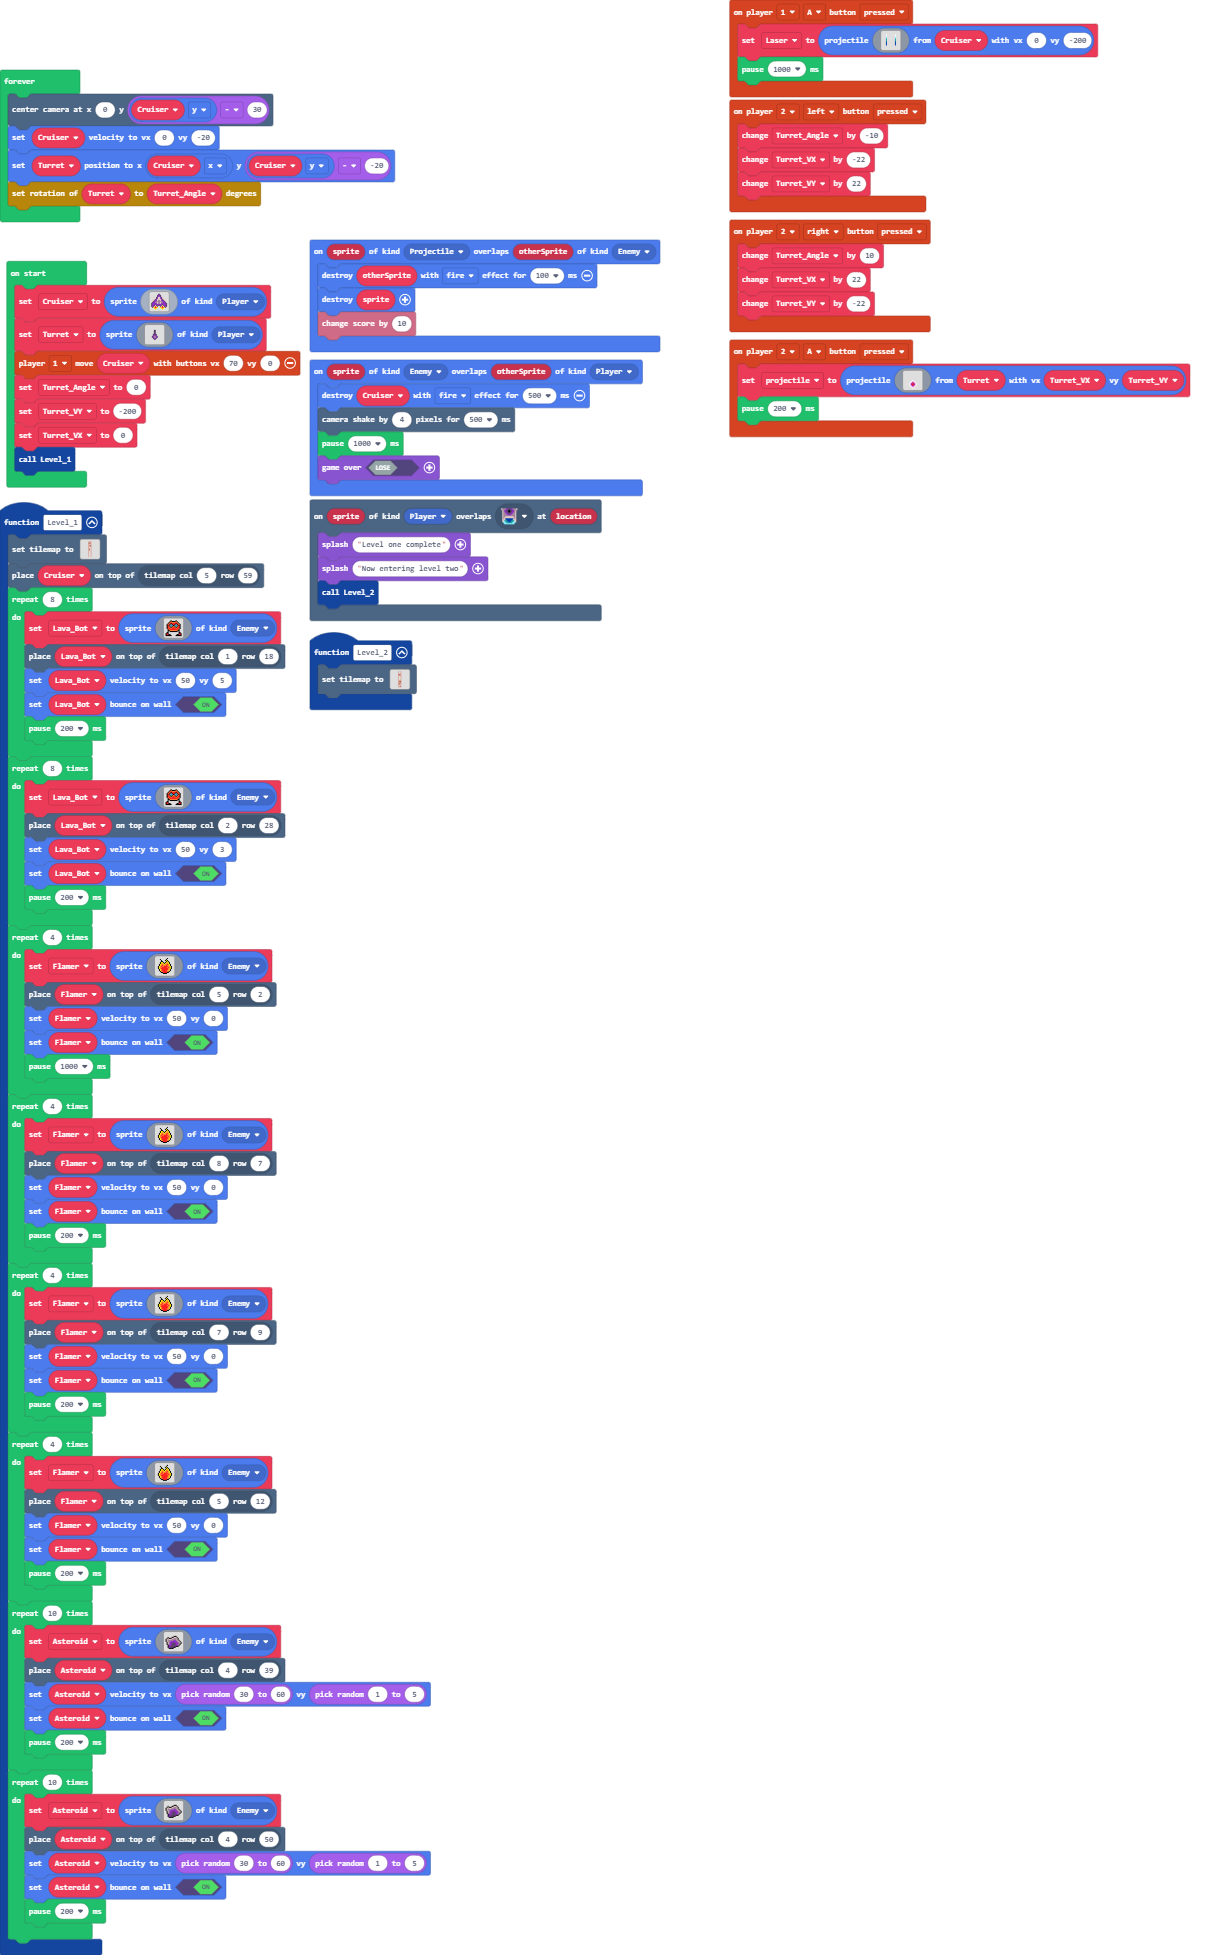 forever
center camera at x 0 y Cruiser y - 30
set Cruiser velocity to vx 0 vy -20
set Turret position to x Cruiser x y Cruiser y - -20
set rotation of Turret to Turret_Angle degrees
on start
set Cruiser to sprite of kind Player
set Turret to sprite of kind Player
player 1 move Cruiser with buttons vx 70 vy 0
set Turret_Angle to 0
set Turret_VY to -200
set Turret_VX to 0
call Level_1
function Level_1
set tilemap to
place Cruiser on top of tilemap col 5 row 59
repeat 8 times
do
set Lava_Bot to sprite of kind Enemy
place Lava_Bot on top of tilemap col 1 row 18
set Lava_Bot velocity to vx 50 vy 5
set Lava_Bot bounce on wall ON
pause 200 ms
repeat 8 times
do
set Lava_Bot to sprite of kind Enemy
place Lava_Bot on top of tilemap col 2 row 28
set Lava_Bot velocity to vx 50 vy 3
set Lava_Bot bounce on wall ON
pause 200 ms
repeat 4 times
do
set Flamer to sprite of kind Enemy
place Flamer on top of tilemap col 5 row 2
set Flamer velocity to vx 50 vy 0
set Flamer bounce on wall ON
pause 1000 ms
repeat 4 times
do
set Flamer to sprite of kind Enemy
place Flamer on top of tilemap col 8 row 7
set Flamer velocity to vx 50 vy 0
set Flamer bounce on wall ON
pause 200 ms
repeat 4 times
do
set Flamer to sprite of kind Enemy
place Flamer on top of tilemap col 7 row 9
set Flamer velocity to vx 50 vy 0
set Flamer bounce on wall ON
pause 200 ms
repeat 4 times
do
set Flamer to sprite of kind Enemy
place Flamer on top of tilemap col 5 row 12
set Flamer velocity to vx 50 vy 0
set Flamer bounce on wall ON
pause 200 ms
repeat 10 times
do
set Asteroid to sprite of kind Enemy
place Asteroid on top of tilemap col 4 row 39
set Asteroid velocity to vx pick random 30 to 60 vy pick random 1 to 5
set Asteroid bounce on wall ON
pause 200 ms
repeat 10 times
do
set Asteroid to sprite of kind Enemy
place Asteroid on top of tilemap col 4 row 50
set Asteroid velocity to vx pick random 30 to 60 vy pick random 1 to 5
set Asteroid bounce on wall ON
pause 200 ms
on sprite of kind Projectile overlaps otherSprite of kind Enemy
destroy otherSprite with fire effect for 100 ms
destroy sprite
change score by 10
on sprite of kind Enemy overlaps otherSprite of kind Player
destroy Cruiser with fire effect for 500 ms
camera shake by 4 pixels for 500 ms
pause 1000 ms
game over LOSE
on sprite of kind Player overlaps at location
splash "Level one complete"
splash "Now entering level two"
call Level_2
function Level_2
set tilemap to
on player 1 A button pressed
set Laser to projectile from Cruiser with vx 0 vy -200
pause 1000 ms
on player 2 left button pressed
change Turret_Angle by -10
change Turret_VX by -22
change Turret_VY by 22
on player 2 right button pressed
change Turret_Angle by 10
change Turret_VX by 22
change Turret_VY by -22
on player 2 A button pressed
set projectile to projectile from Turret with vx Turret_VX vy Turret_VY
pause 200 ms